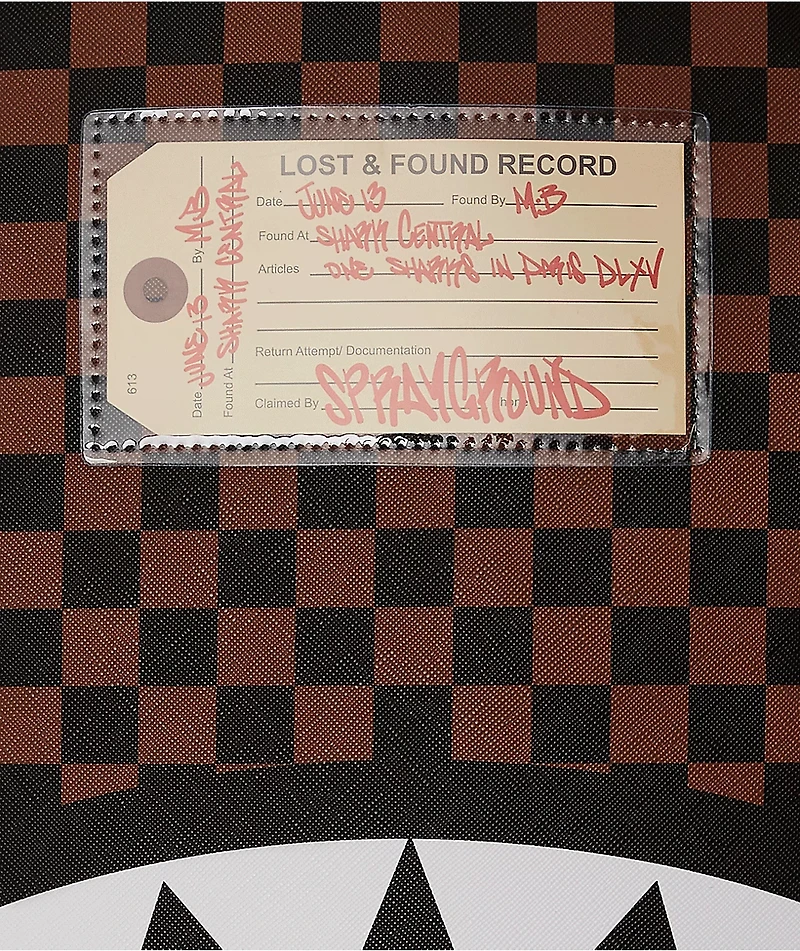 LOST & FOUND RECORD
Date JUNE 13 Found By M.B
Found At SHARK CENTRAL
Articles ONE SHARKS IN PARIS DLXV
Return Attempt/ Documentation
Claimed By SPRAYGROUND Phone
613
Date JUNE 13 By M.B
Found At SHARK CENTRAL